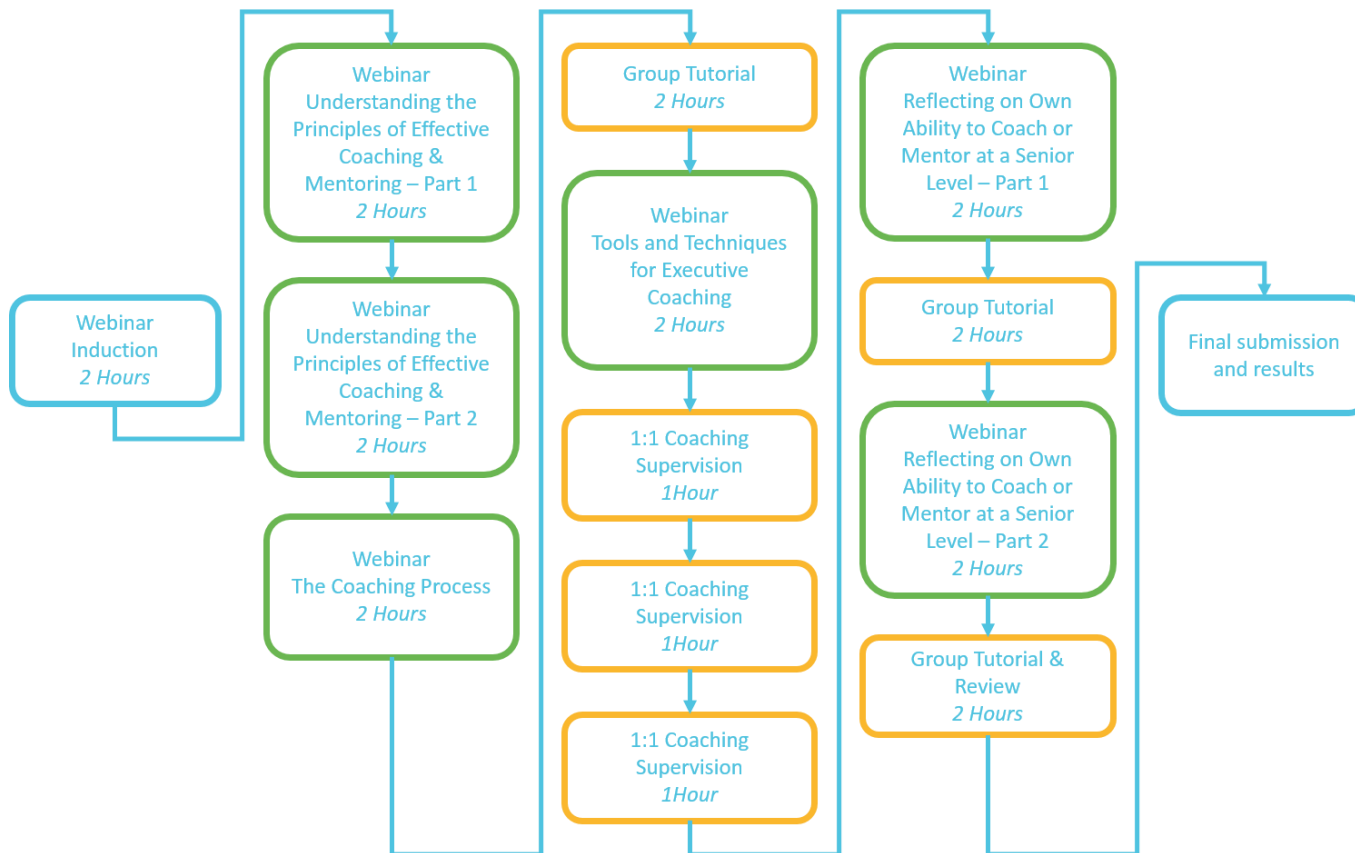 Webinar
Induction
2 Hours
Webinar
Understanding the
Principles of Effective
Coaching &
Mentoring – Part 1
2 Hours
Webinar
Understanding the
Principles of Effective
Coaching &
Mentoring – Part 2
2 Hours
Webinar
The Coaching Process
2 Hours
Group Tutorial
2 Hours
Webinar
Tools and Techniques
for Executive
Coaching
2 Hours
1:1 Coaching
Supervision
1Hour
1:1 Coaching
Supervision
1Hour
1:1 Coaching
Supervision
1Hour
Webinar
Reflecting on Own
Ability to Coach or
Mentor at a Senior
Level – Part 1
2 Hours
Group Tutorial
2 Hours
Webinar
Reflecting on Own
Ability to Coach or
Mentor at a Senior
Level – Part 2
2 Hours
Group Tutorial &
Review
2 Hours
Final submission
and results